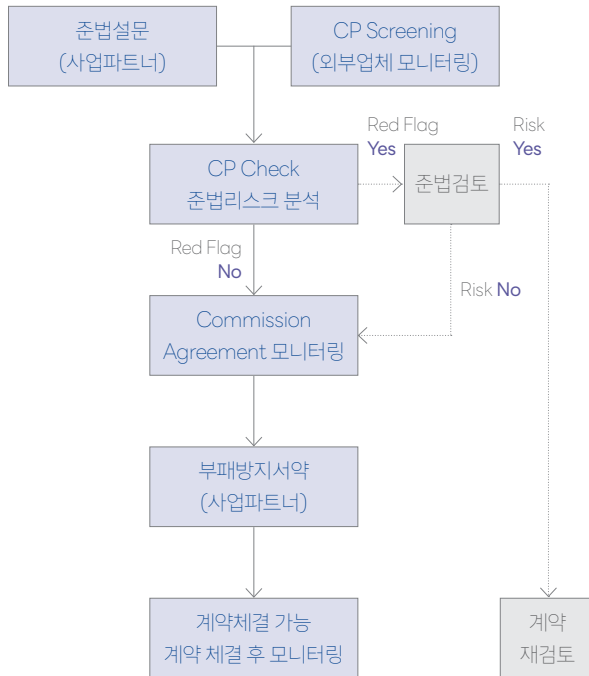 준법설문
(사업파트너)
CP Screening
(외부업체 모니터링)
Red Flag
Yes
Risk
Yes
CP Check
준법리스크 분석
준법검토
Red Flag
No
Risk No
Commission
Agreement 모니터링
부패방지서약
(사업파트너)
계약체결 가능
계약 체결 후 모니터링
계약
재검토